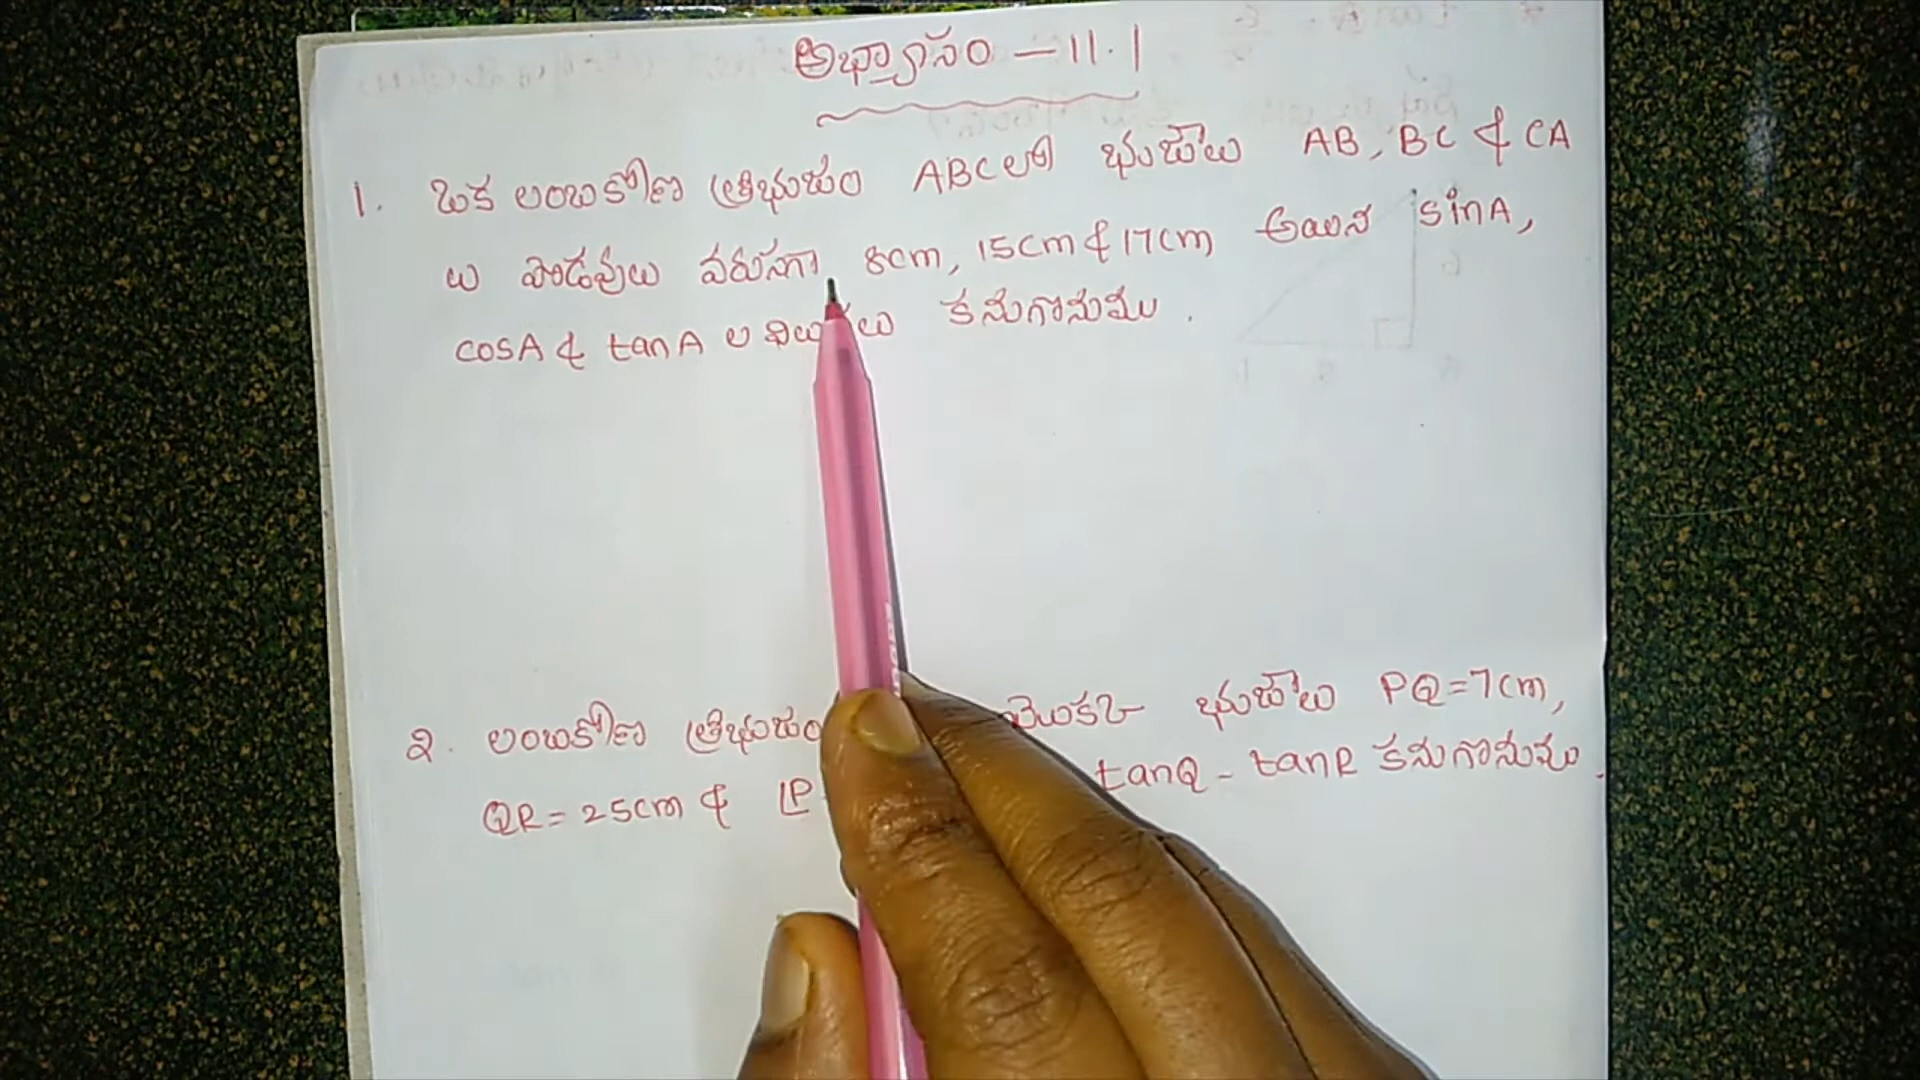 అభ్యాసం - 11.1
1. ఒక లంబకోణ త్రిభుజం ABCలో భుజాలు AB, BC & CA
ల పొడవులు వరుసగా 8cm, 15cm & 17cm అయిన sinA,
cosA & tanA ల విలువలు కనుగొనుము.
2. లంబకోణ త్రిభుజం యొక్క భుజాలు PQ=7cm,
QR=25cm & LP tanQ - tanR కనుగొనుము.